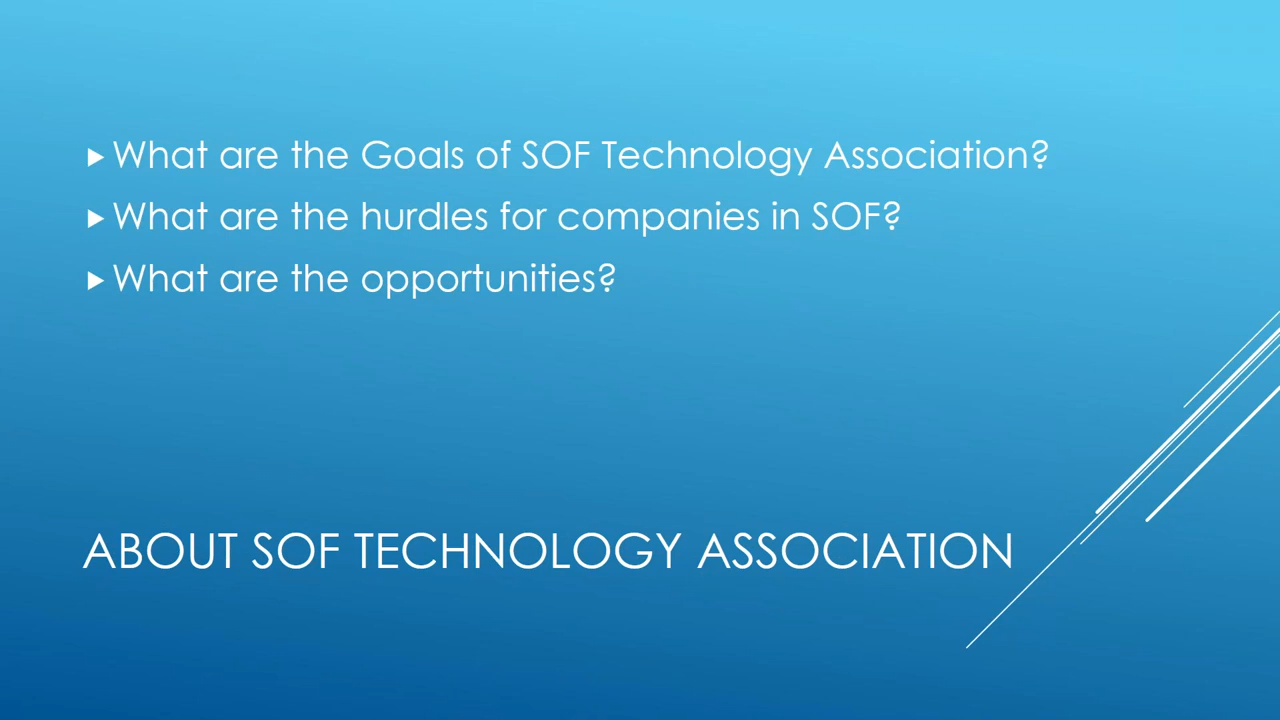 What are the Goals of SOF Technology Association?
What are the hurdles for companies in SOF?
What are the opportunities?
ABOUT SOF TECHNOLOGY ASSOCIATION